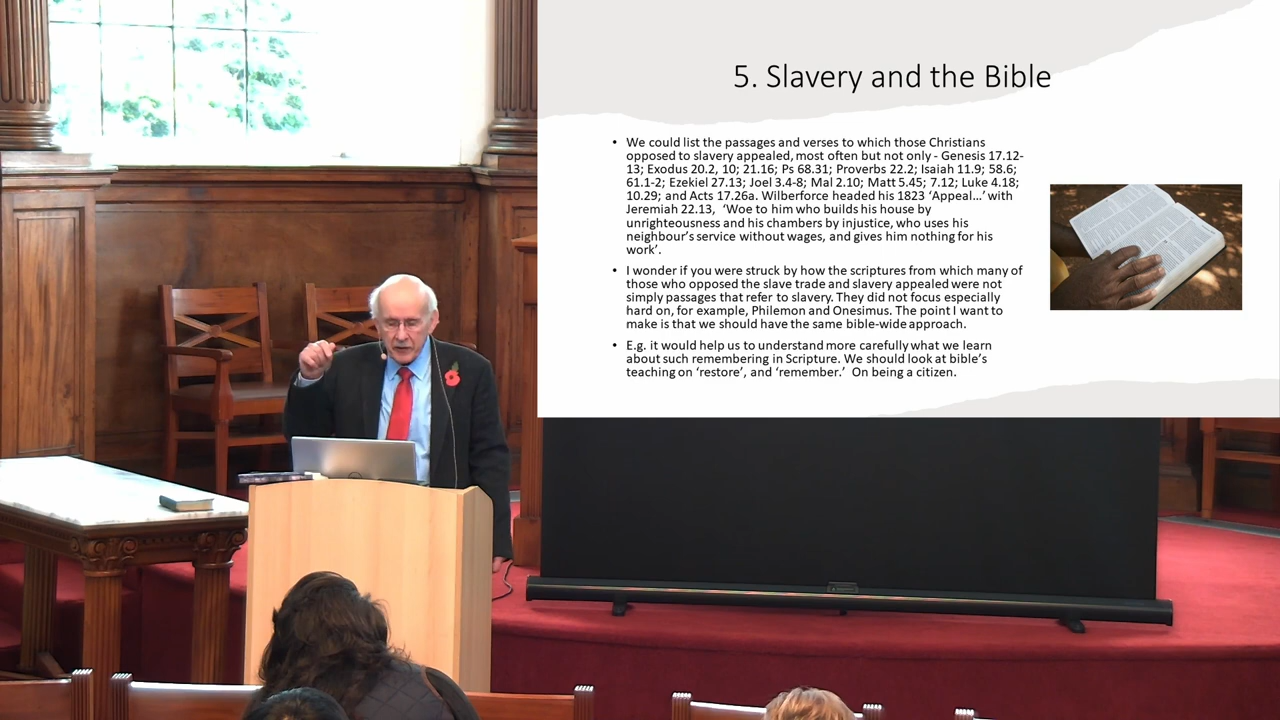 5. Slavery and the Bible
• We could list the passages and verses to which those Christians
opposed to slavery appealed, most often but not only - Genesis 17.12-
13; Exodus 20.2, 10; 21.16; Ps 68.31; Proverbs 22.2; Isaiah 11.9; 58.6;
61.1-2; Ezekiel 27.13; Joel 3.4-8; Mal 2.10; Matt 5.45; 7.12; Luke 4.18;
10.29; and Acts 17.26a. Wilberforce headed his 1823 ‘Appeal…’ with
Jeremiah 22.13, ‘Woe to him who builds his house by
unrighteousness and his chambers by injustice, who uses his
neighbour’s service without wages, and gives him nothing for his
work’.
• I wonder if you were struck by how the scriptures from which many of
those who opposed the slave trade and slavery appealed were not
simply passages that refer to slavery. They did not focus especially
hard on, for example, Philemon and Onesimus. The point I want to
make is that we should have the same bible-wide approach.
• E.g. it would help us to understand more carefully what we learn
about such remembering in Scripture. We should look at bible’s
teaching on ‘restore’, and ‘remember.’ On being a citizen.